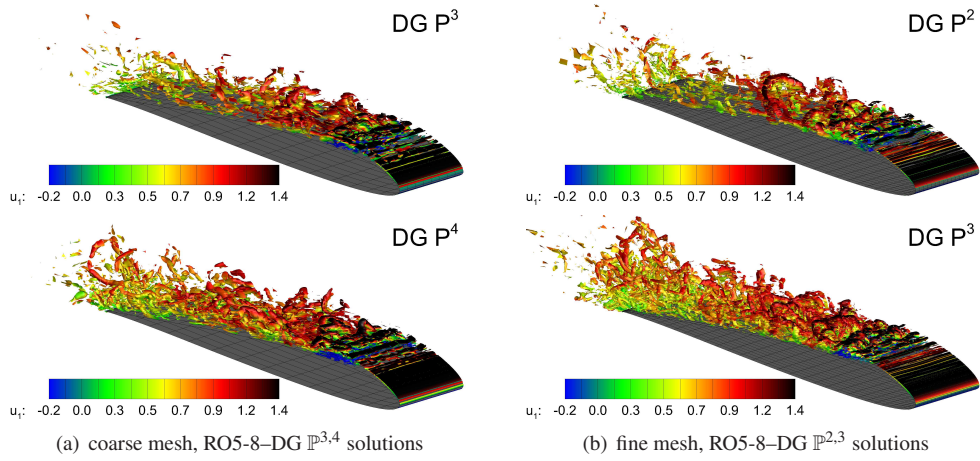 DG P³
DG P²
u₁: -0.2 0.0 0.3 0.5 0.7 0.9 1.2 1.4
u₁: -0.2 0.0 0.3 0.5 0.7 0.9 1.2 1.4
DG P⁴
DG P³
u₁: -0.2 0.0 0.3 0.5 0.7 0.9 1.2 1.4
u₁: -0.2 0.0 0.3 0.5 0.7 0.9 1.2 1.4
(a) coarse mesh, RO5-8–DG ℙ³,⁴ solutions
(b) fine mesh, RO5-8–DG ℙ²,³ solutions